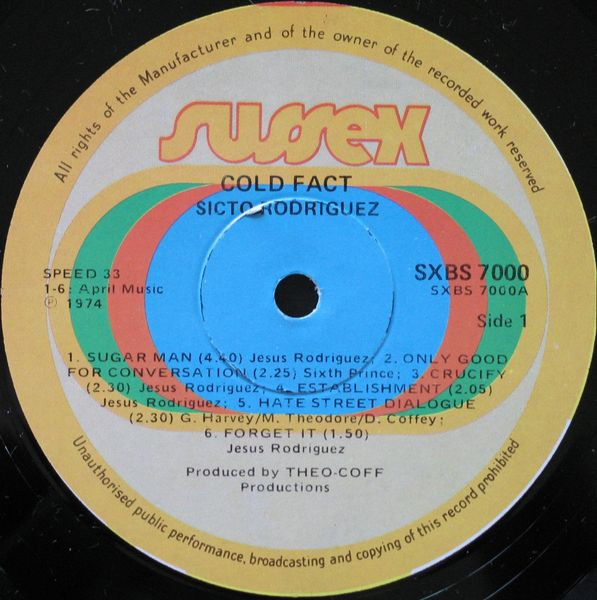 All rights of the Manufacturer and of the owner of the recorded work reserved
sussex
COLD FACT
SICTO RODRIGUEZ
SPEED 33
1-6: April Music
Ⓟ 1974
SXBS 7000
SXBS 7000A
Side 1
1. SUGAR MAN (4.40) Jesus Rodriguez; 2. ONLY GOOD
FOR CONVERSATION (2.25) Sixth Prince; 3. CRUCIFY
(2.30) Jesus Rodriguez; 4. ESTABLISHMENT (2.05)
Jesus Rodriguez; 5. HATE STREET DIALOGUE
(2.30) G. Harvey/M. Theodore/D. Coffey;
6. FORGET IT (1.50)
Jesus Rodriguez
Produced by THEO-COFF
Productions
Unauthorised public performance, broadcasting and copying of this record prohibited